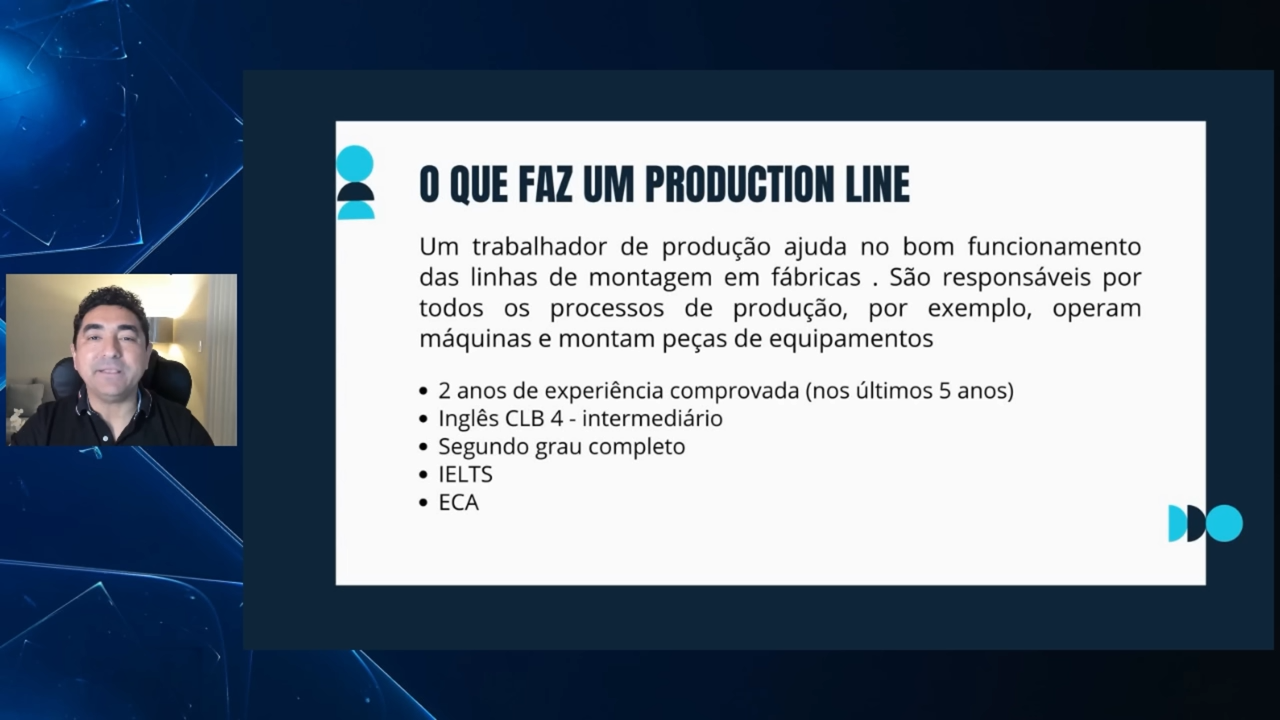 O QUE FAZ UM PRODUCTION LINE
Um trabalhador de produção ajuda no bom funcionamento
das linhas de montagem em fábricas . São responsáveis por
todos os processos de produção, por exemplo, operam
máquinas e montam peças de equipamentos
• 2 anos de experiência comprovada (nos últimos 5 anos)
• Inglês CLB 4 - intermediário
• Segundo grau completo
• IELTS
• ECA